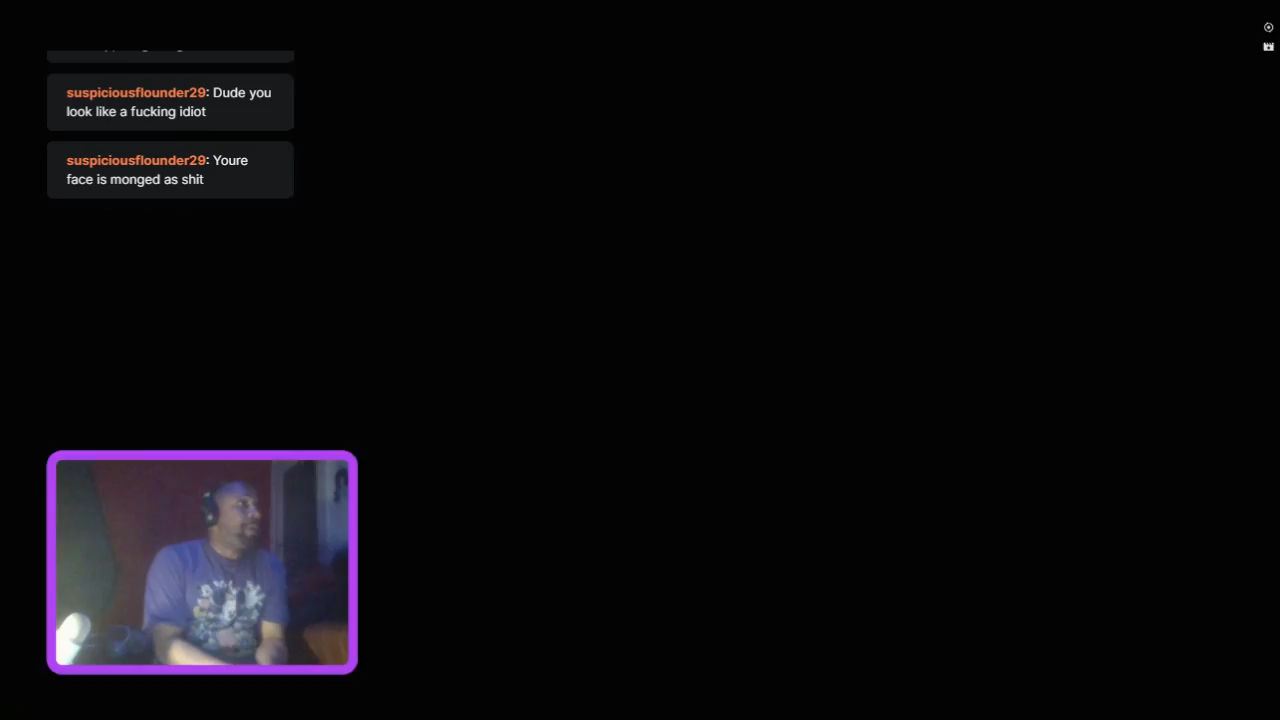 suspiciousflounder29: Dude you
look like a fucking idiot
suspiciousflounder29: Youre
face is monged as shit